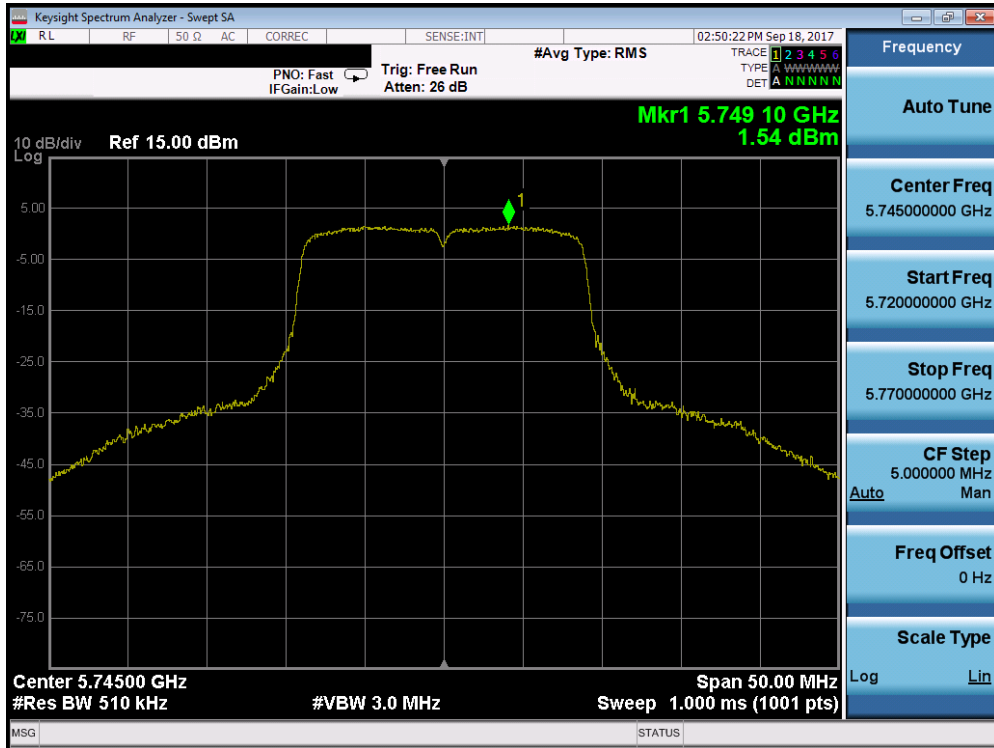 Keysight Spectrum Analyzer - Swept SA
LXI RL RF 50 Ω AC CORREC SENSE:INT 02:50:22 PM Sep 18, 2017
Frequency
#Avg Type: RMS
TRACE 1 2 3 4 5 6
PNO: Fast Trig: Free Run
TYPE A WWWWW
IFGain:Low Atten: 26 dB
DET A N N N N N
Auto Tune
Mkr1 5.749 10 GHz
1.54 dBm
10 dB/div Ref 15.00 dBm
Log
1
5.00
-5.00
-15.0
-25.0
-35.0
-45.0
-55.0
-65.0
-75.0
Center 5.74500 GHz Span 50.00 MHz
#Res BW 510 kHz #VBW 3.0 MHz Sweep 1.000 ms (1001 pts)
Center Freq
5.745000000 GHz
Start Freq
5.720000000 GHz
Stop Freq
5.770000000 GHz
CF Step
5.000000 MHz
Auto Man
Freq Offset
0 Hz
Scale Type
Log Lin
MSG STATUS